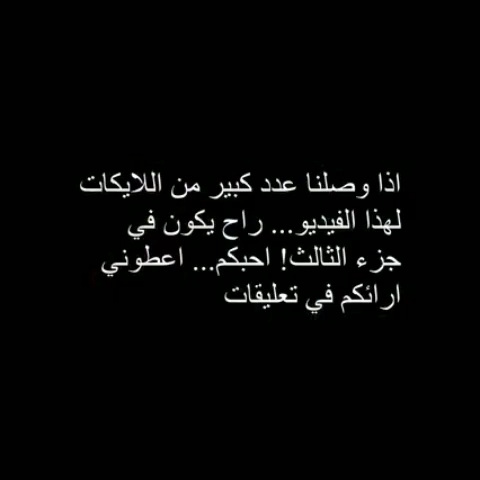 اذا وصلنا عدد كبير من اللايكات
لهذا الفيديو... راح يكون في
جزء الثالث! احبكم... اعطوني
ارائكم في تعليقات